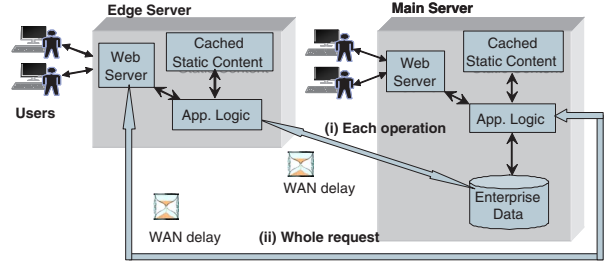 Edge Server
Main Server
Web
Server
Cached
Static Content
App. Logic
Users
Web
Server
Cached
Static Content
App. Logic
(i) Each operation
WAN delay
Enterprise
Data
WAN delay
(ii) Whole request